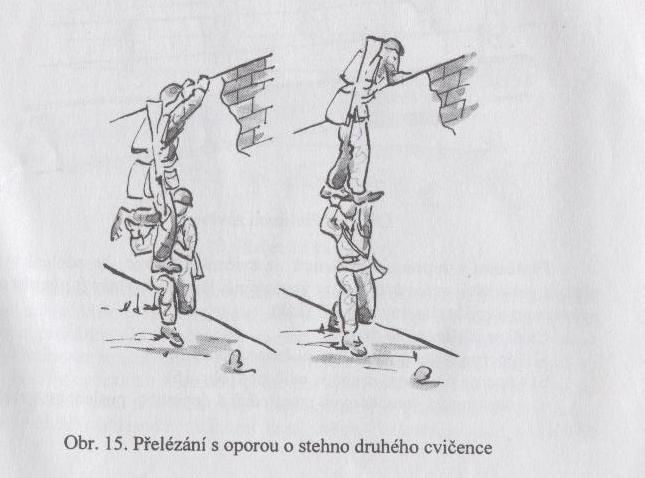 Obr. 15. Přelézání s oporou o stehno druhého cvičence